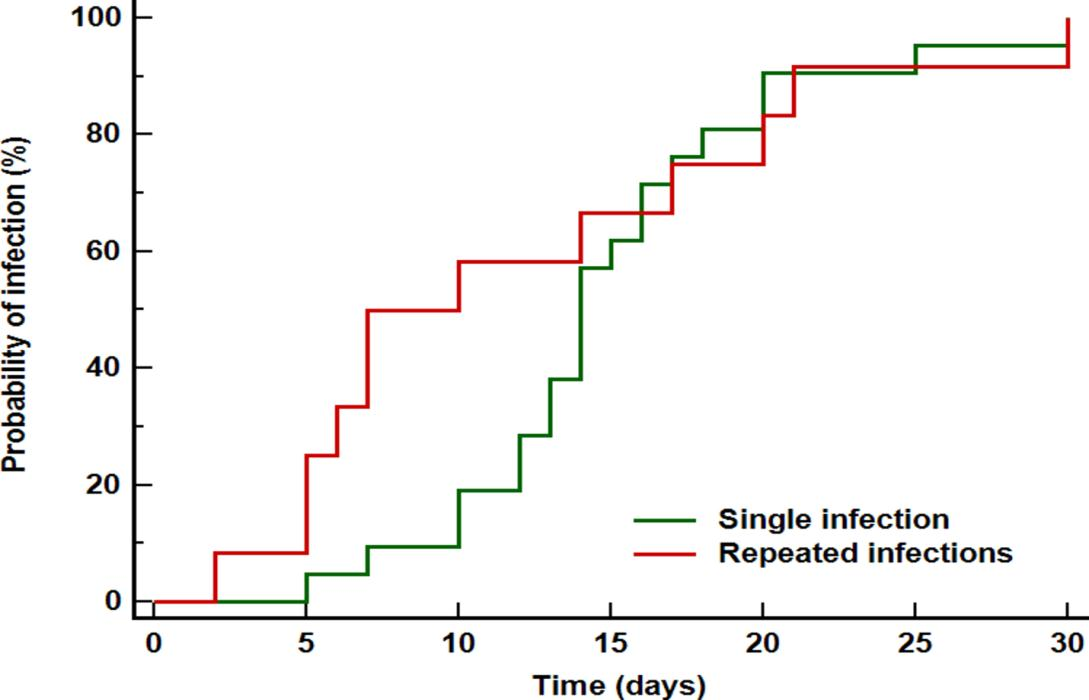 Probability of infection (%)
100
80
60
40
20
0
0 5 10 15 20 25 30
Time (days)
Single infection
Repeated infections